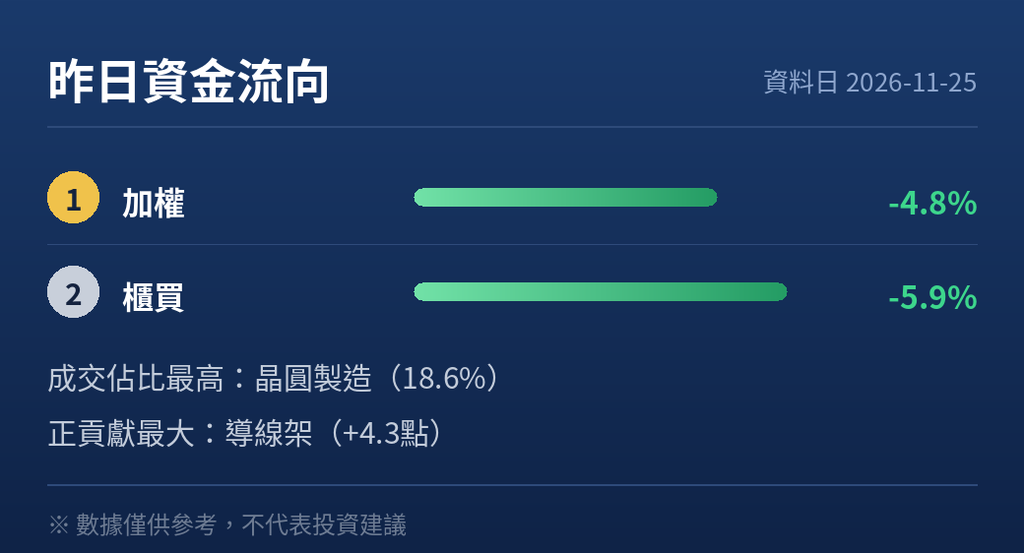 昨日資金流向
資料日 2026-11-25
1 加權 -4.8%
2 櫃買 -5.9%
成交佔比最高：晶圓製造（18.6%）
正貢獻最大：導線架（+4.3點）
※ 數據僅供參考，不代表投資建議